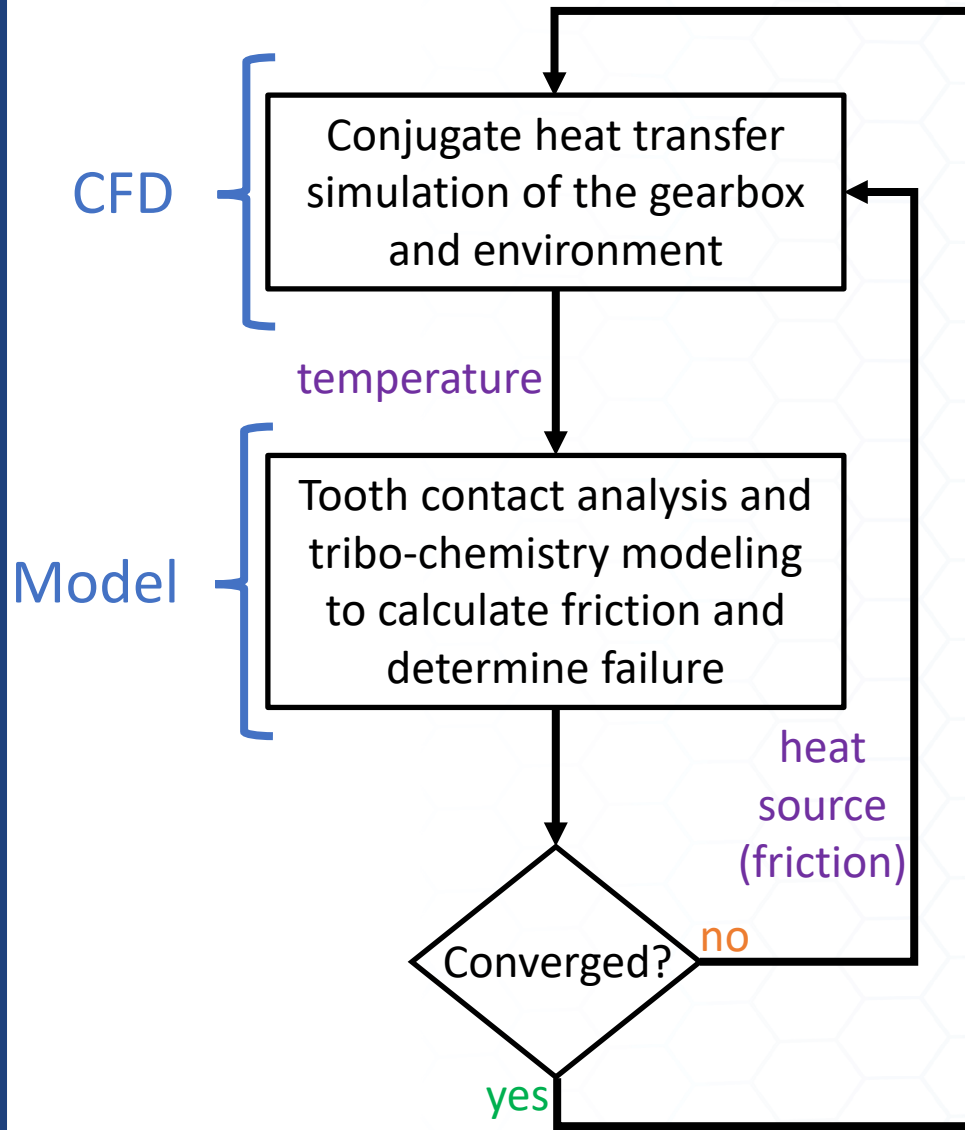 CFD
Conjugate heat transfer
simulation of the gearbox
and environment
temperature
Model
Tooth contact analysis and
tribo-chemistry modeling
to calculate friction and
determine failure
heat
source
(friction)
Converged?
no
yes